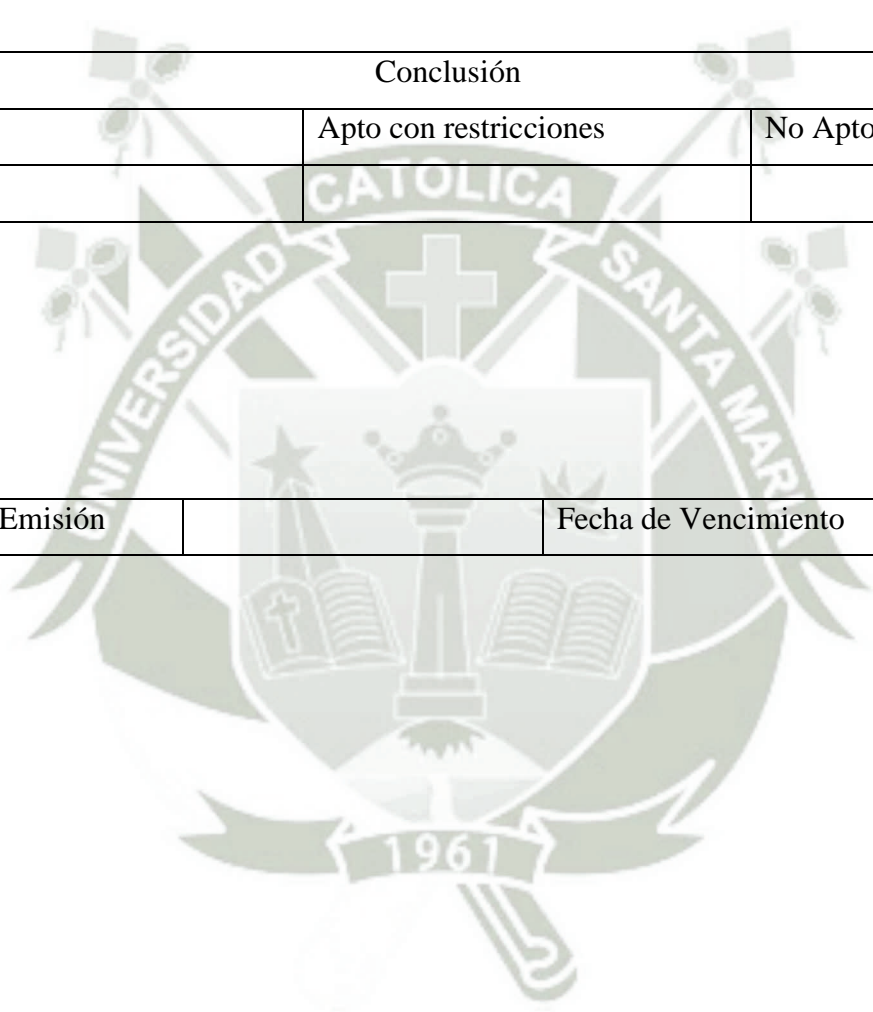 Conclusión
Apto con restricciones No Apto
UNIVERSIDAD CATOLICA SANTA MARIA
Emisión Fecha de Vencimiento
1961